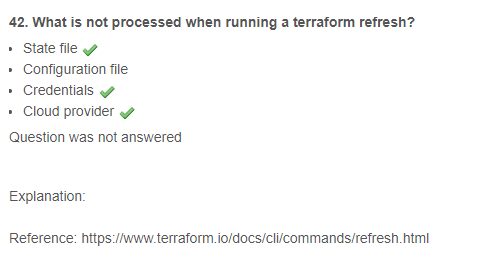 42. What is not processed when running a terraform refresh?
• State file ✔
• Configuration file
• Credentials ✔
• Cloud provider ✔
Question was not answered
Explanation:
Reference: https://www.terraform.io/docs/cli/commands/refresh.html